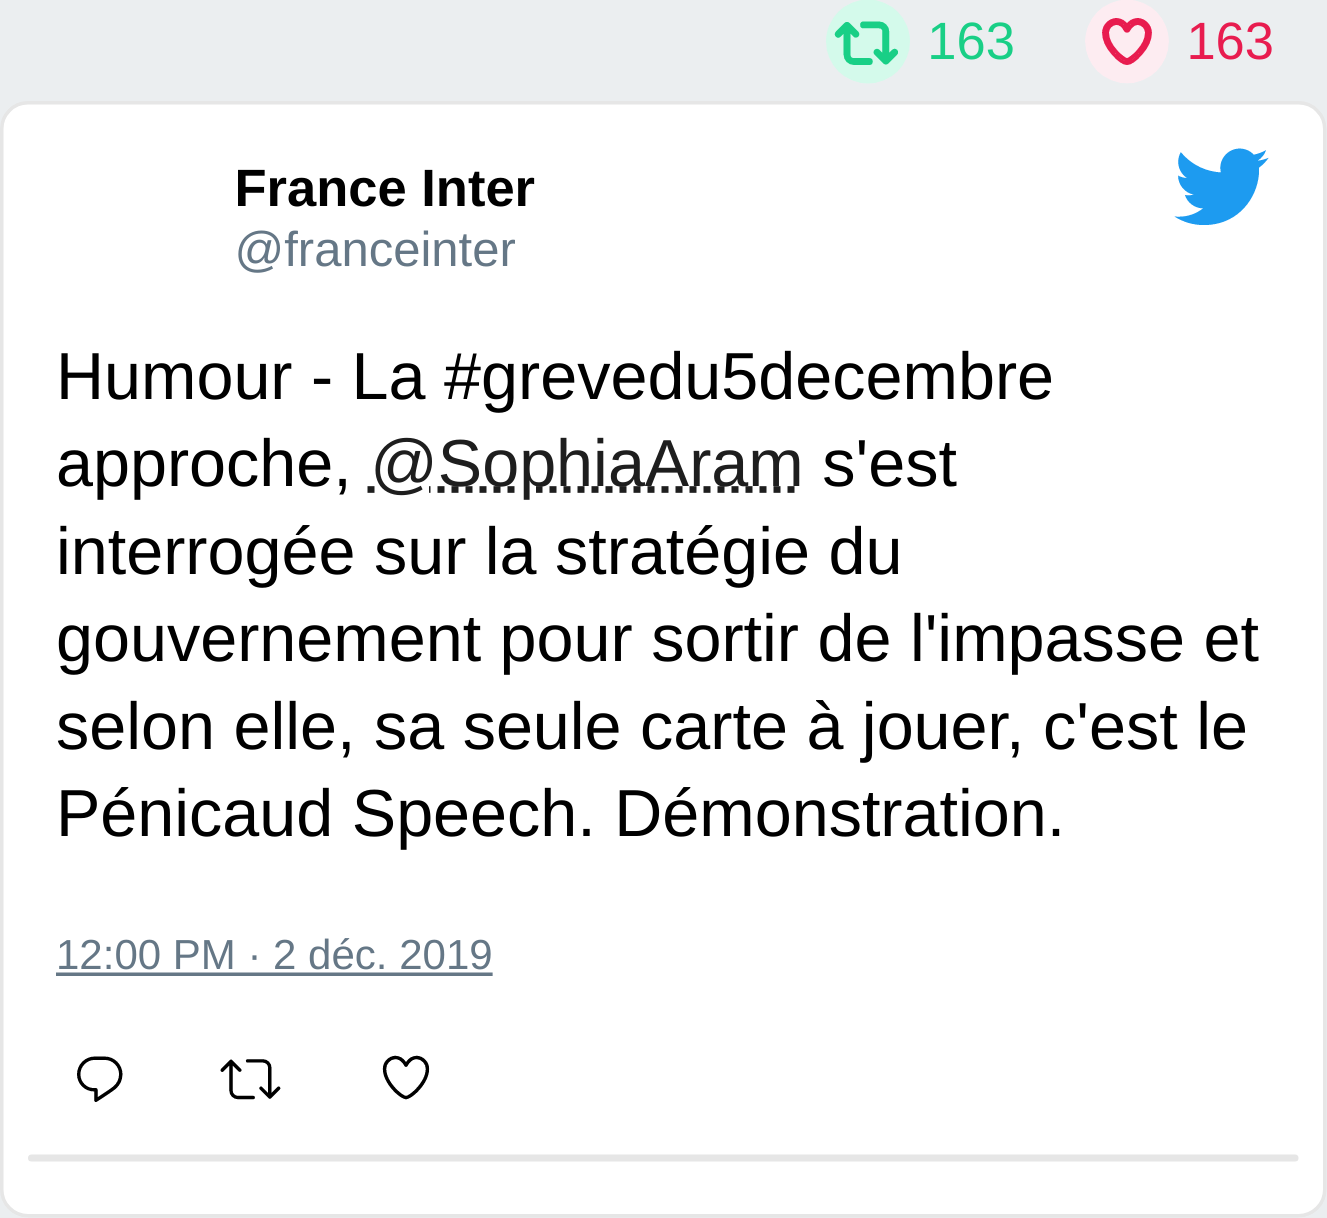 163 163
France Inter
@franceinter
Humour - La #grevedu5decembre
approche, @SophiaAram s'est
interrogée sur la stratégie du
gouvernement pour sortir de l'impasse et
selon elle, sa seule carte à jouer, c'est le
Pénicaud Speech. Démonstration.
12:00 PM · 2 déc. 2019